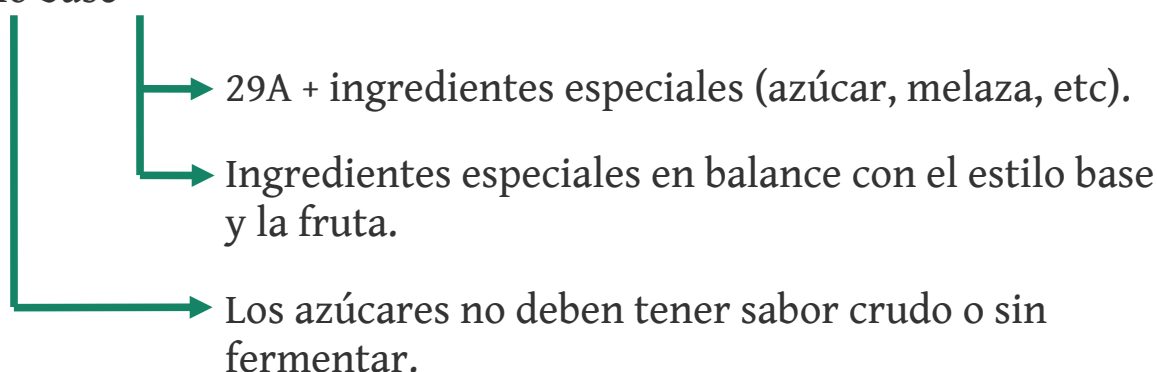 29A + ingredientes especiales (azúcar, melaza, etc).
Ingredientes especiales en balance con el estilo base
y la fruta.
Los azúcares no deben tener sabor crudo o sin
fermentar.